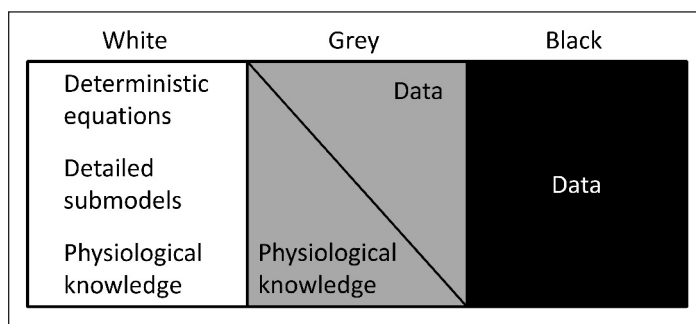 White
Grey
Black
Deterministic
equations
Detailed
submodels
Physiological
knowledge
Data
Physiological
knowledge
Data